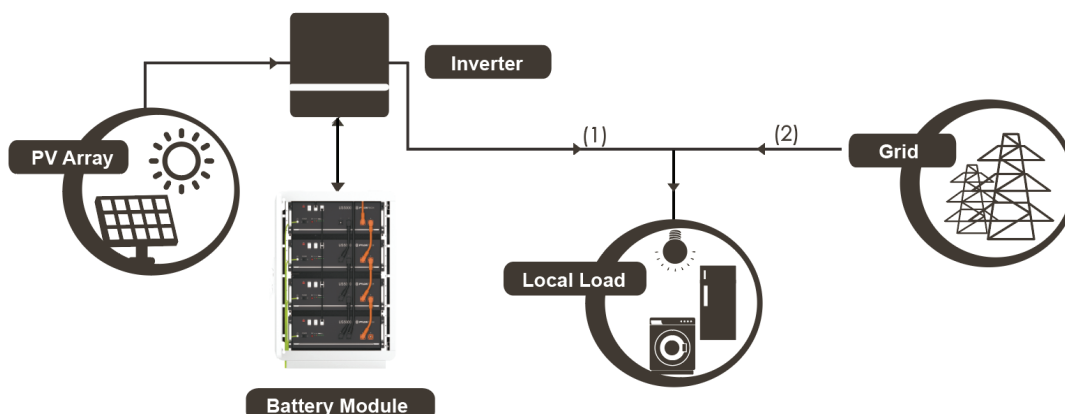 Inverter
(1)
(2)
PV Array
Grid
Local Load
Battery Module